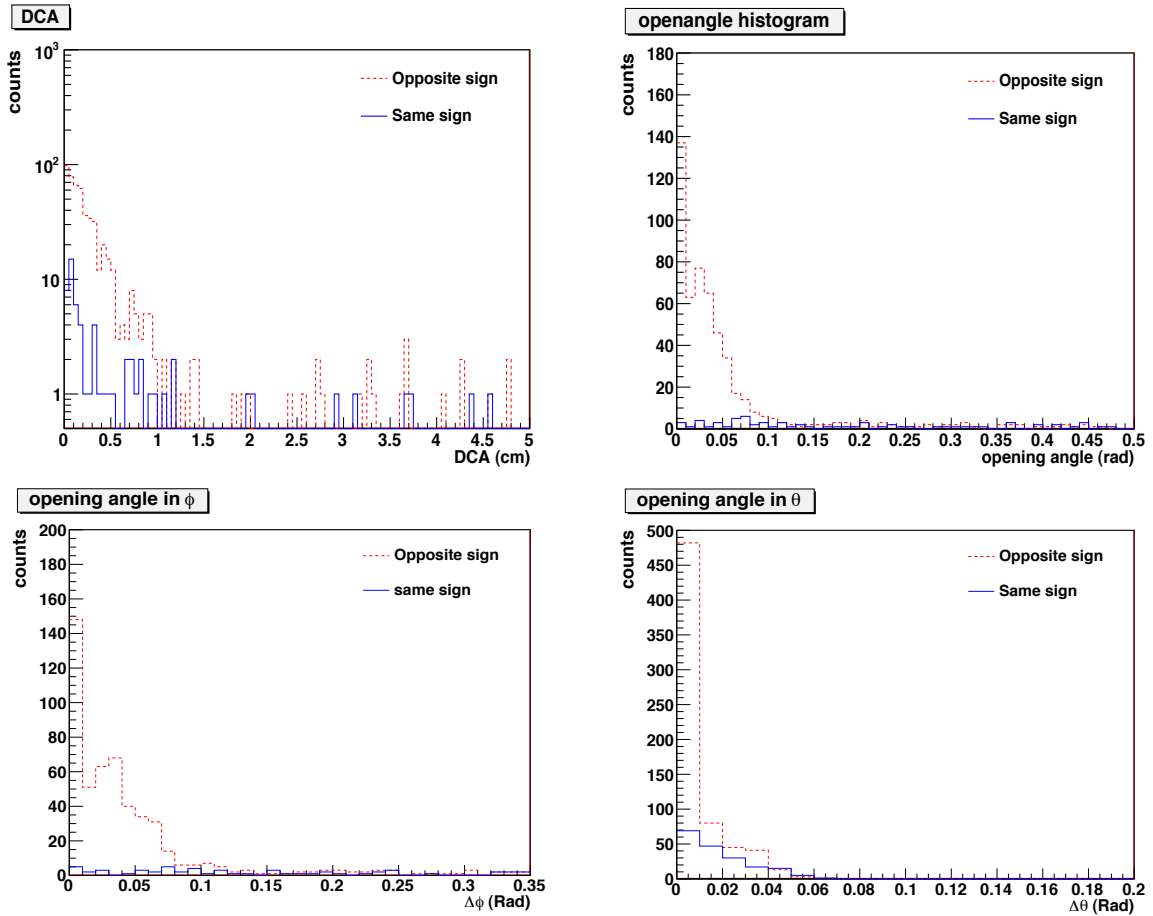 DCA
counts
10³
10²
10
1
Opposite sign
Same sign
0 0.5 1 1.5 2 2.5 3 3.5 4 4.5 5
DCA (cm)
openangle histogram
counts
180
160
140
120
100
80
60
40
20
0
Opposite sign
Same sign
0 0.05 0.1 0.15 0.2 0.25 0.3 0.35 0.4 0.45 0.5
opening angle (rad)
opening angle in ϕ
counts
200
180
160
140
120
100
80
60
40
20
0
Opposite sign
same sign
0 0.05 0.1 0.15 0.2 0.25 0.3 0.35
Δϕ (Rad)
opening angle in θ
counts
500
450
400
350
300
250
200
150
100
50
0
Opposite sign
Same sign
0 0.02 0.04 0.06 0.08 0.1 0.12 0.14 0.16 0.18 0.2
Δθ (Rad)